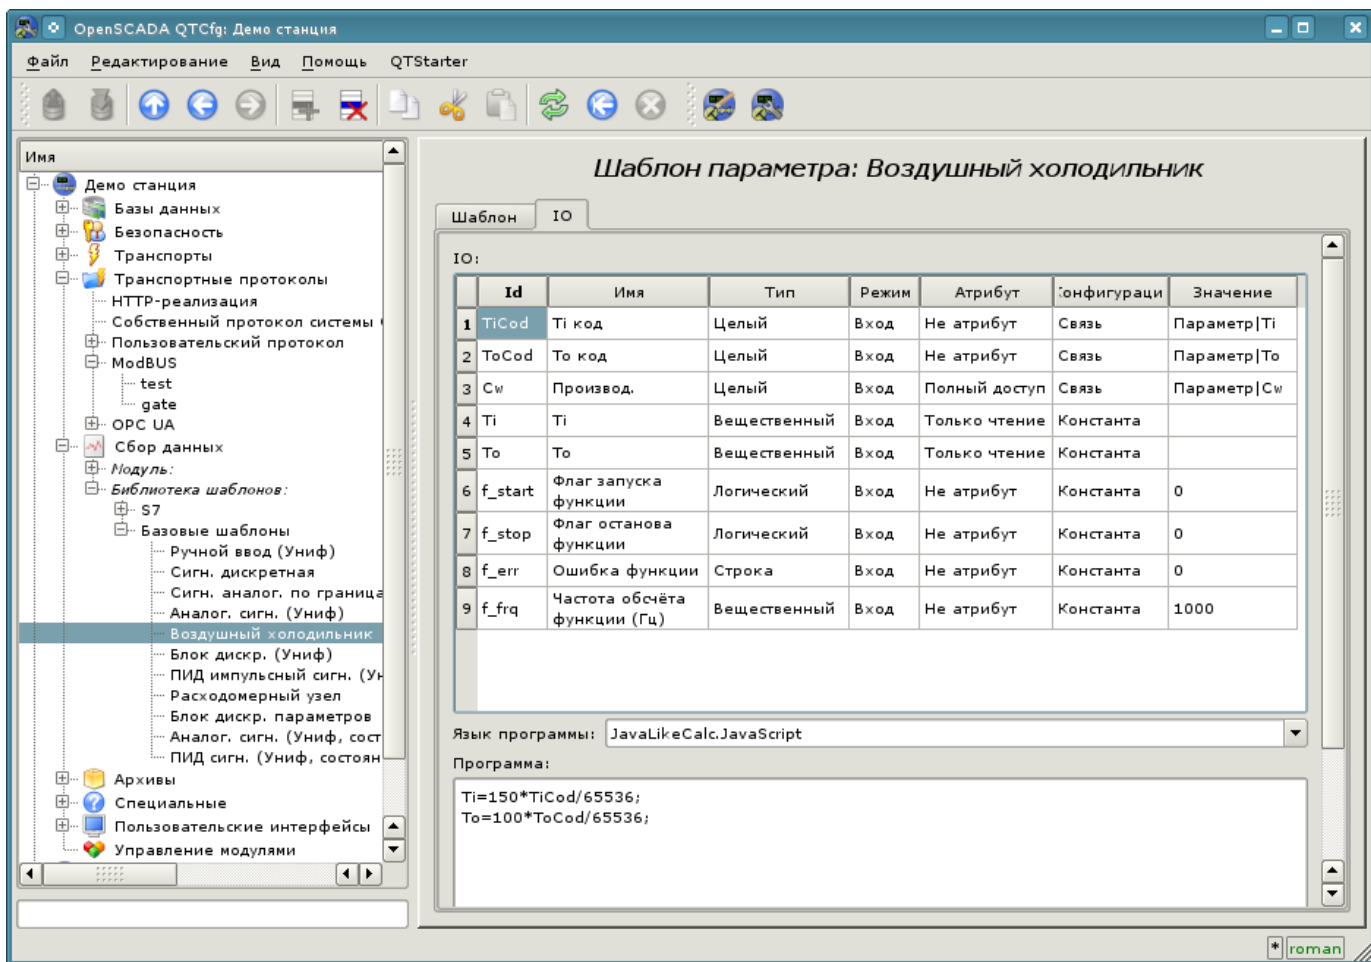 OpenSCADA QTCfg: Демо станция
Файл Редактирование Вид Помощь QTStarter
Имя
Демо станция
Базы данных
Безопасность
Транспорты
Транспортные протоколы
HTTP-реализация
Собственный протокол системы
Пользовательский протокол
ModBUS
test
gate
OPC UA
Сбор данных
Модуль:
Библиотека шаблонов:
S7
Базовые шаблоны
Ручной ввод (Униф)
Сигн. дискретная
Сигн. аналог. по граница
Аналог. сигн. (Униф)
Воздушный холодильник
Блок дискр. (Униф)
ПИД импульсный сигн. (Ун
Расходомерный узел
Блок дискр. параметров
Аналог. сигн. (Униф, сост
ПИД сигн. (Униф, состоян
Архивы
Специальные
Пользовательские интерфейсы
Управление модулями
Шаблон параметра: Воздушный холодильник
Шаблон IO
IO:
Id Имя Тип Режим Атрибут Конфигураци Значение
1 TiCod Ti код Целый Вход Не атрибут Связь Параметр|Ti
2 ToCod To код Целый Вход Не атрибут Связь Параметр|To
3 Cw Производ. Целый Вход Полный доступ Связь Параметр|Cw
4 Ti Ti Вещественный Вход Только чтение Константа
5 To To Вещественный Вход Только чтение Константа
6 f_start Флаг запуска функции Логический Вход Не атрибут Константа 0
7 f_stop Флаг останова функции Логический Вход Не атрибут Константа 0
8 f_err Ошибка функции Строка Вход Не атрибут Константа 0
9 f_frq Частота обсчёта функции (Гц) Вещественный Вход Не атрибут Константа 1000
Язык программы: JavaLikeCalc.JavaScript
Программа:
Ti=150*TiCod/65536;
To=100*ToCod/65536;
* roman